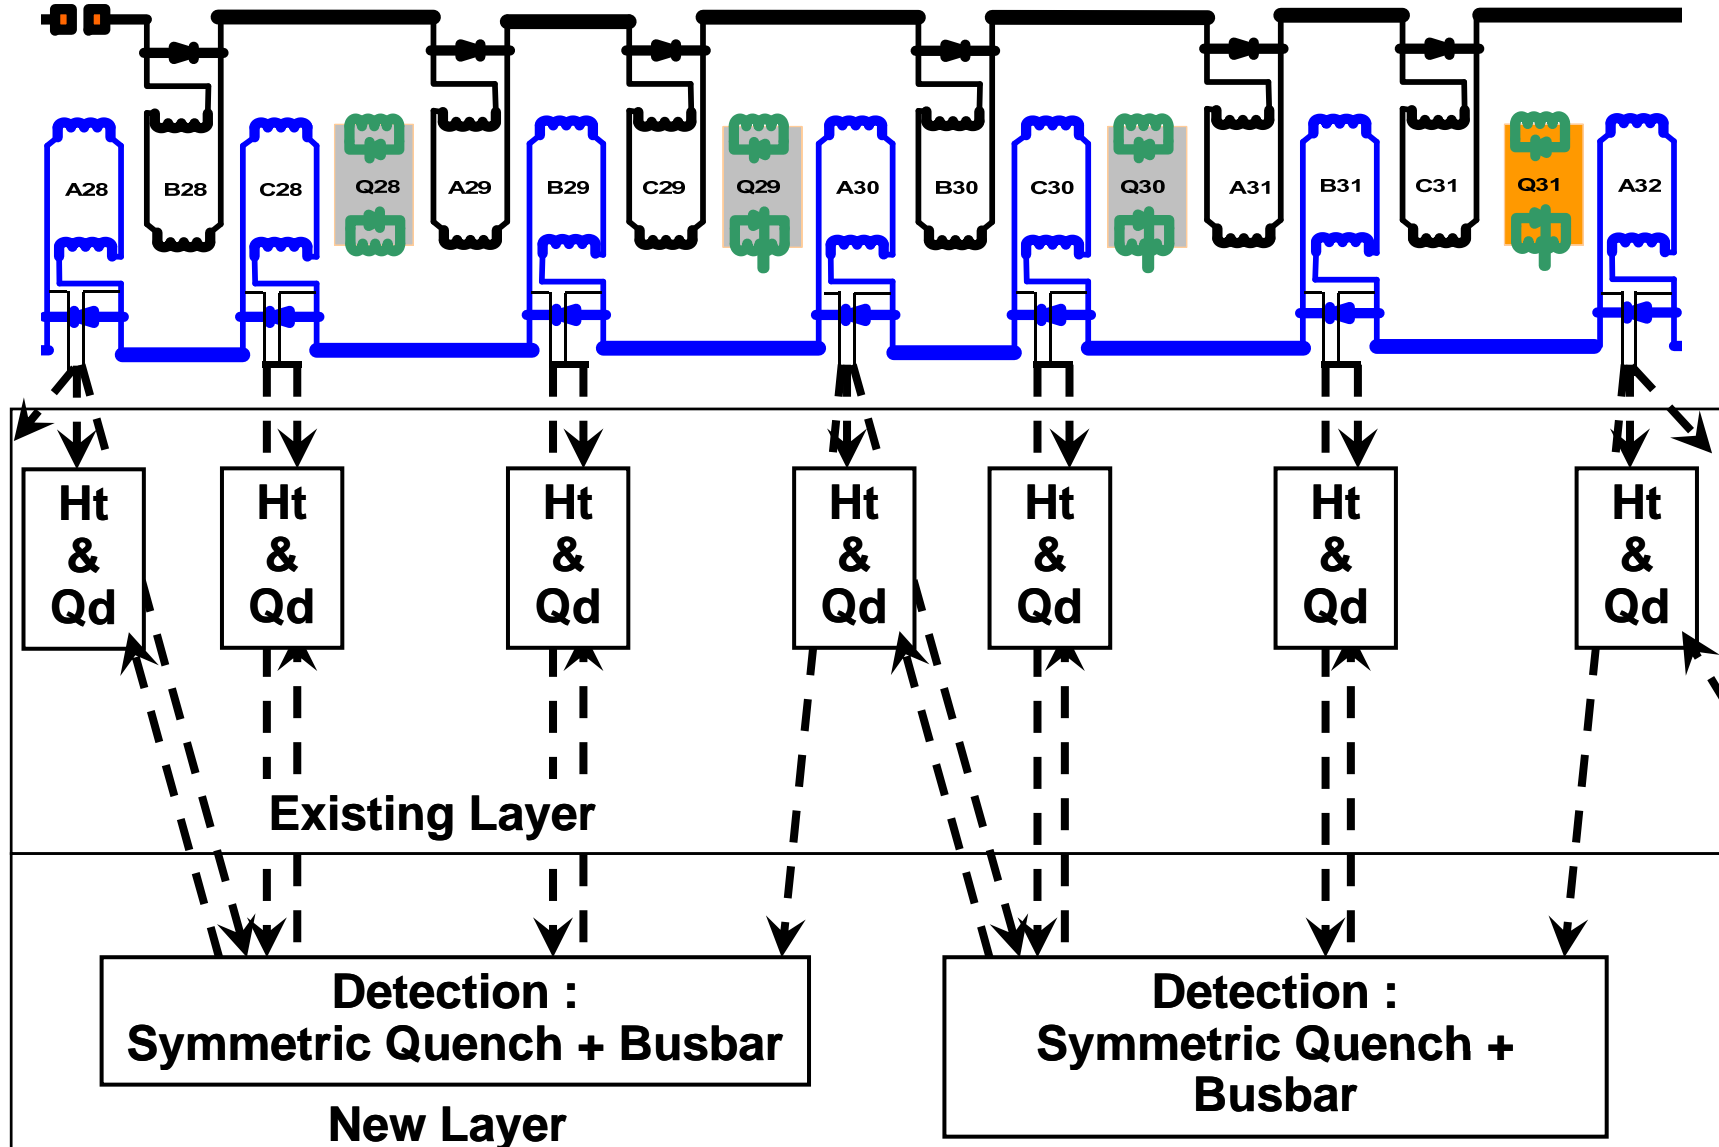 A28 B28 C28 Q28 A29 B29 C29 Q29 A30 B30 C30 Q30 A31 B31 C31 Q31 A32
Ht Ht Ht Ht Ht Ht Ht
& & & & & & &
Qd Qd Qd Qd Qd Qd Qd
Existing Layer
Detection :
Symmetric Quench + Busbar
Detection :
Symmetric Quench +
Busbar
New Layer